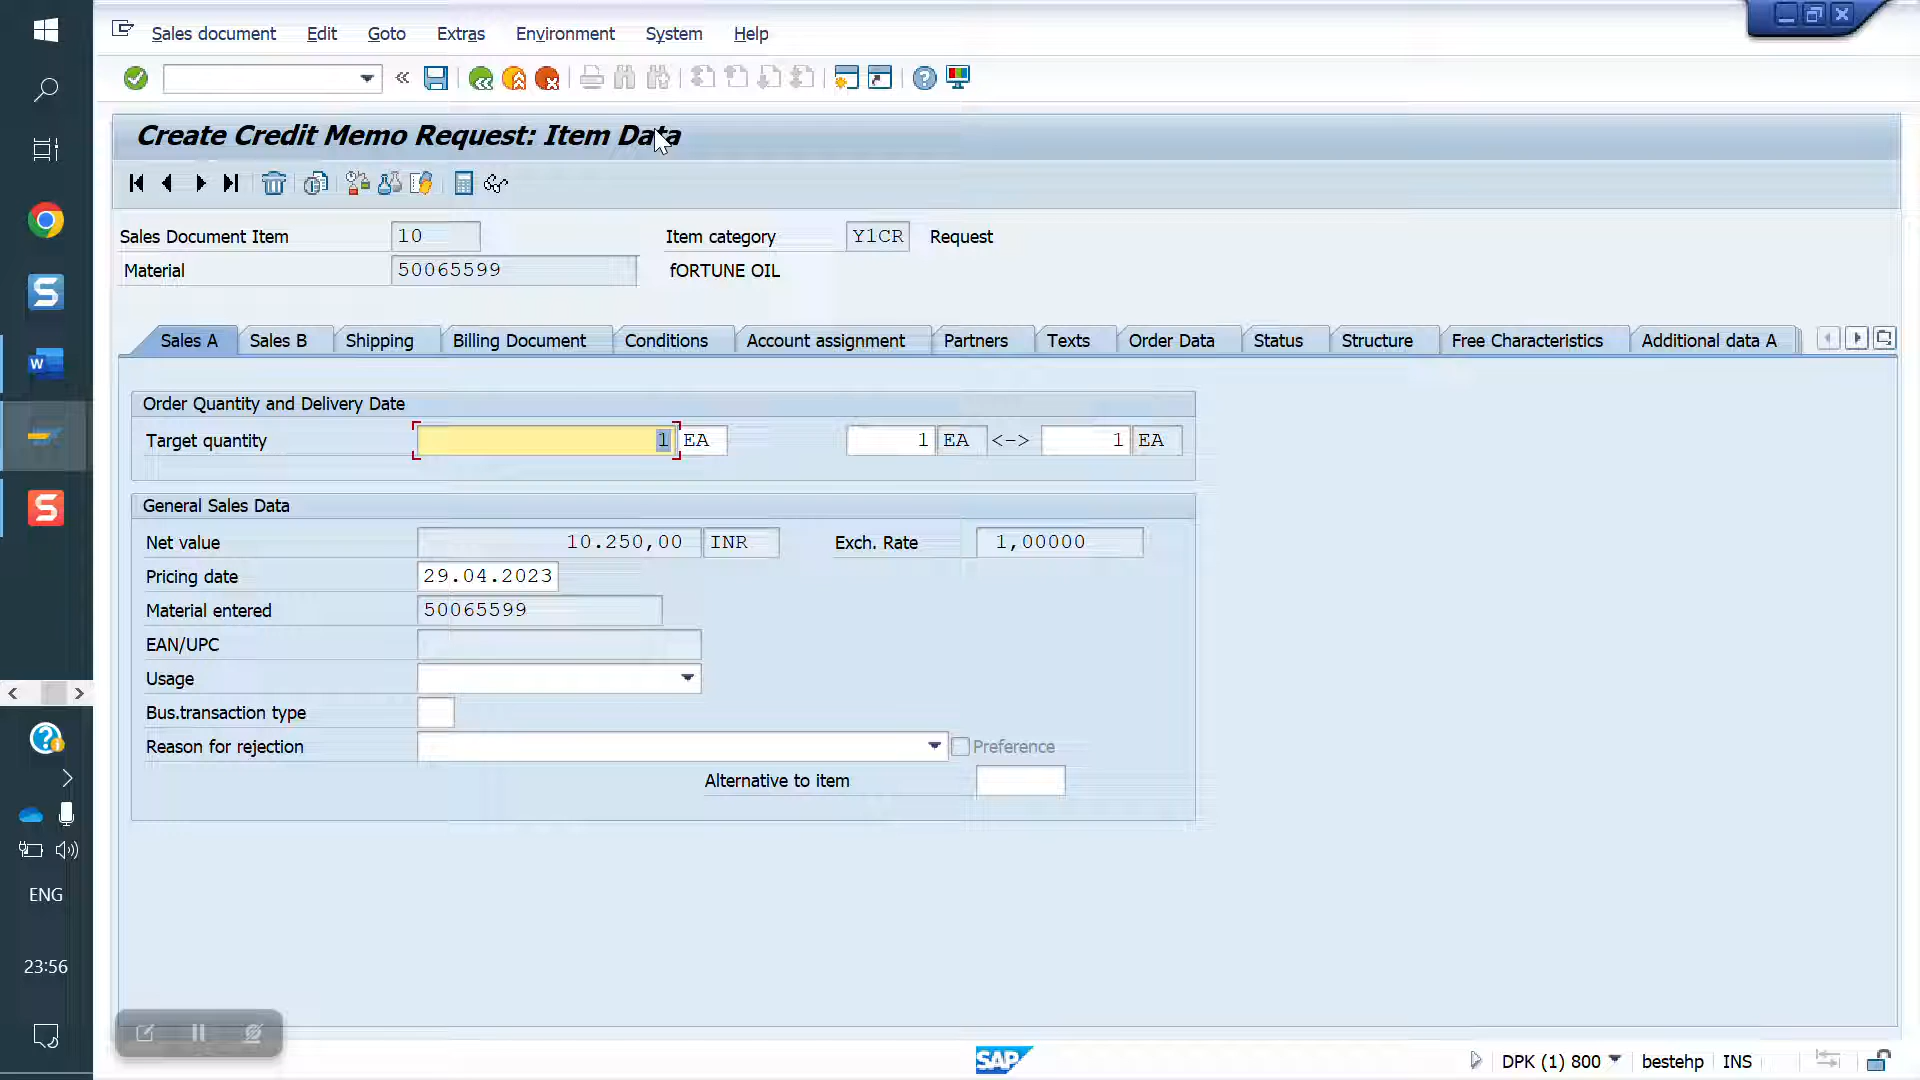 Sales document Edit Goto Extras Environment System Help
Create Credit Memo Request: Item Data
Sales Document Item 10 Item category Y1CR Request
Material 50065599 fORTUNE OIL
Sales A Sales B Shipping Billing Document Conditions Account assignment Partners Texts Order Data Status Structure Free Characteristics Additional data A
Order Quantity and Delivery Date
Target quantity 1 EA 1 EA <-> 1 EA
General Sales Data
Net value 10.250,00 INR Exch. Rate 1,00000
Pricing date 29.04.2023
Material entered 50065599
EAN/UPC
Usage
Bus.transaction type
Reason for rejection Preference
Alternative to item
ENG
23:56
SAP DPK (1) 800 bestehp INS